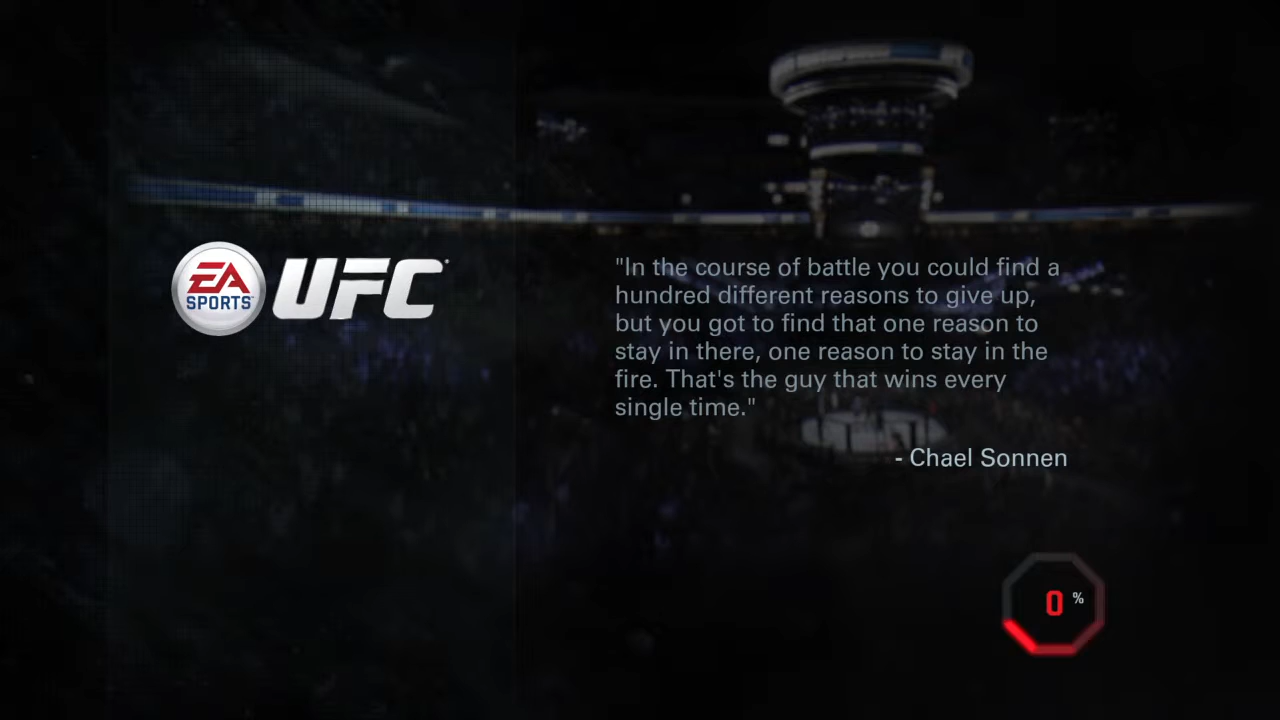 EA
SPORTS
UFC
"In the course of battle you could find a
hundred different reasons to give up,
but you got to find that one reason to
stay in there, one reason to stay in the
fire. That's the guy that wins every
single time."
- Chael Sonnen
0 %